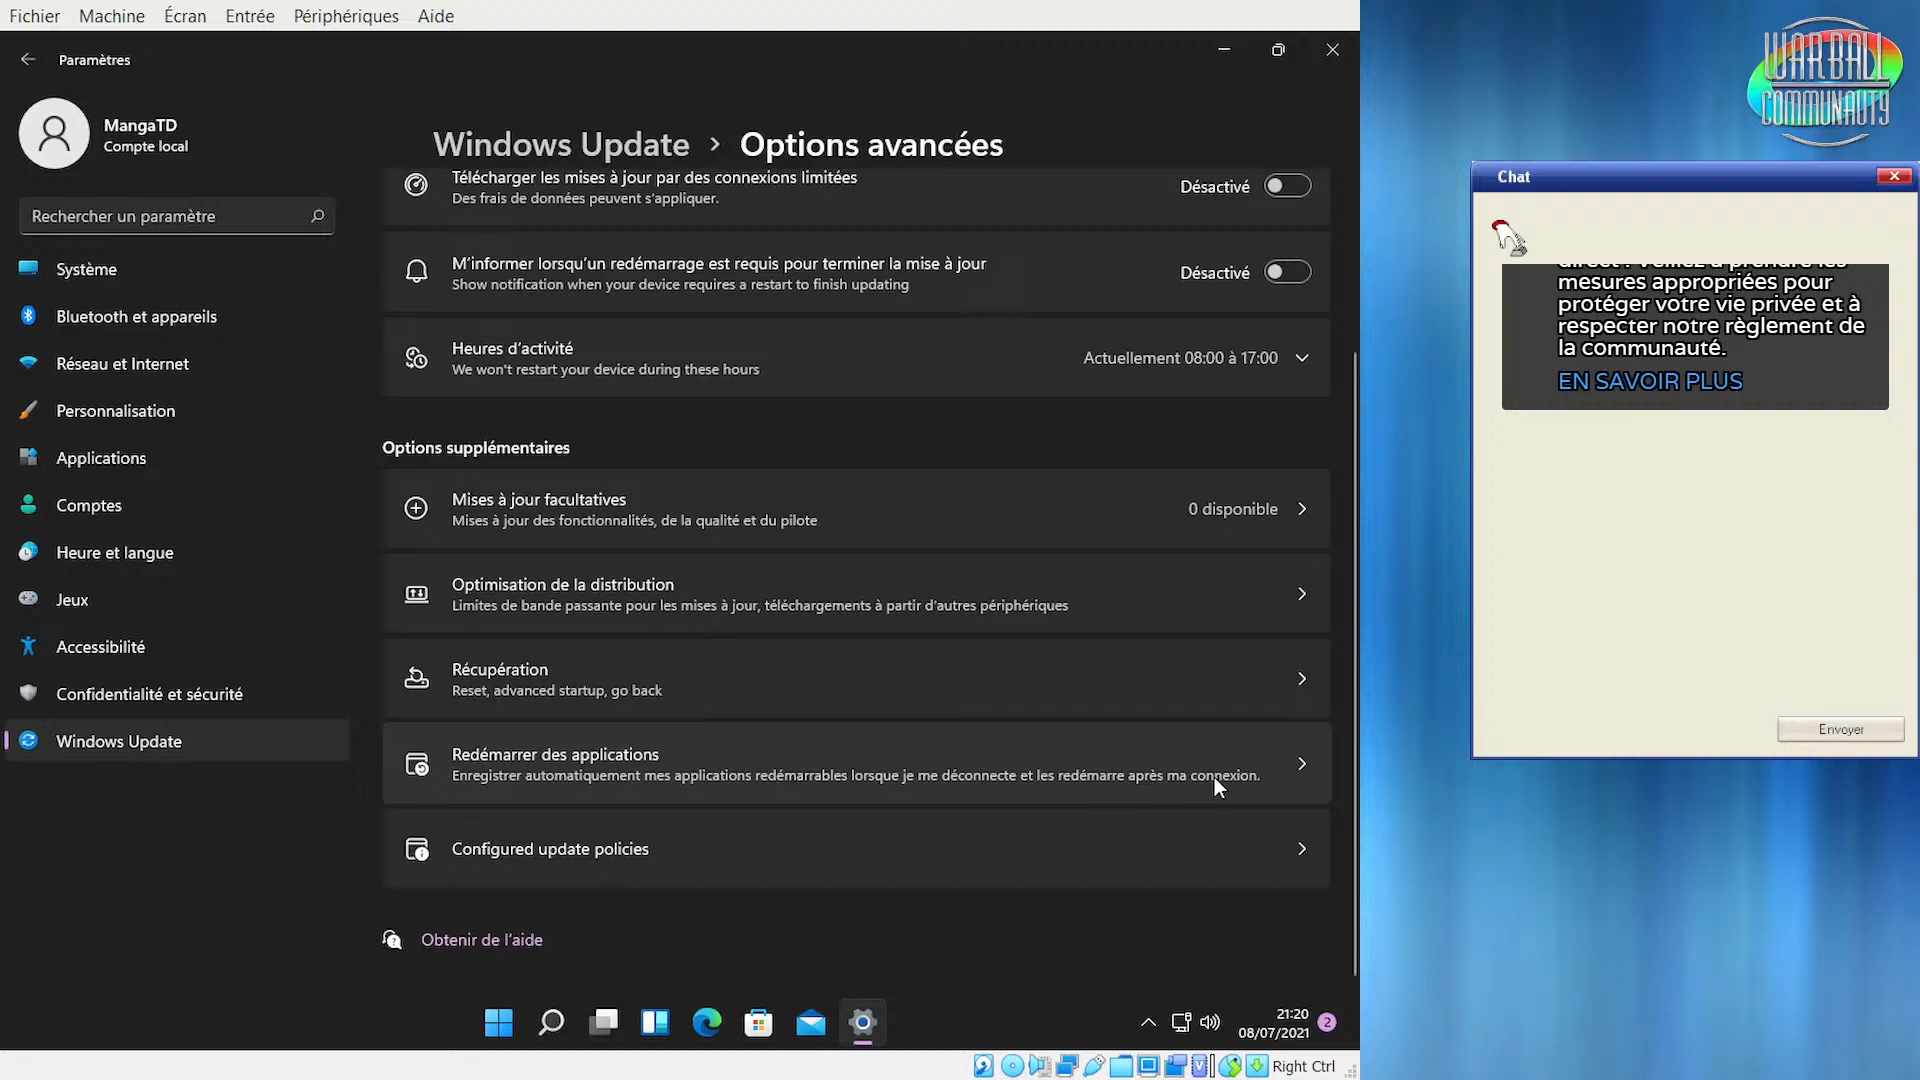 Fichier Machine Écran Entrée Périphériques Aide
Paramètres
MangaTD
Compte local
Rechercher un paramètre
Système
Bluetooth et appareils
Réseau et Internet
Personnalisation
Applications
Comptes
Heure et langue
Jeux
Accessibilité
Confidentialité et sécurité
Windows Update
Windows Update > Options avancées
Télécharger les mises à jour par des connexions limitées
Des frais de données peuvent s'appliquer.
Désactivé
M'informer lorsqu'un redémarrage est requis pour terminer la mise à jour
Show notification when your device requires a restart to finish updating
Désactivé
Heures d'activité
We won't restart your device during these hours
Actuellement 08:00 à 17:00
Options supplémentaires
Mises à jour facultatives
Mises à jour des fonctionnalités, de la qualité et du pilote
0 disponible
Optimisation de la distribution
Limites de bande passante pour les mises à jour, téléchargements à partir d'autres périphériques
Récupération
Reset, advanced startup, go back
Redémarrer des applications
Enregistrer automatiquement mes applications redémarrables lorsque je me déconnecte et les redémarre après ma connexion.
Configured update policies
Obtenir de l'aide
21:20
08/07/2021
2
Right Ctrl
WAR BALL
COMMUNAUTY
Chat
direct ! Veillez à prendre les
mesures appropriées pour
protéger votre vie privée et à
respecter notre règlement de
la communauté.
EN SAVOIR PLUS
Envoyer